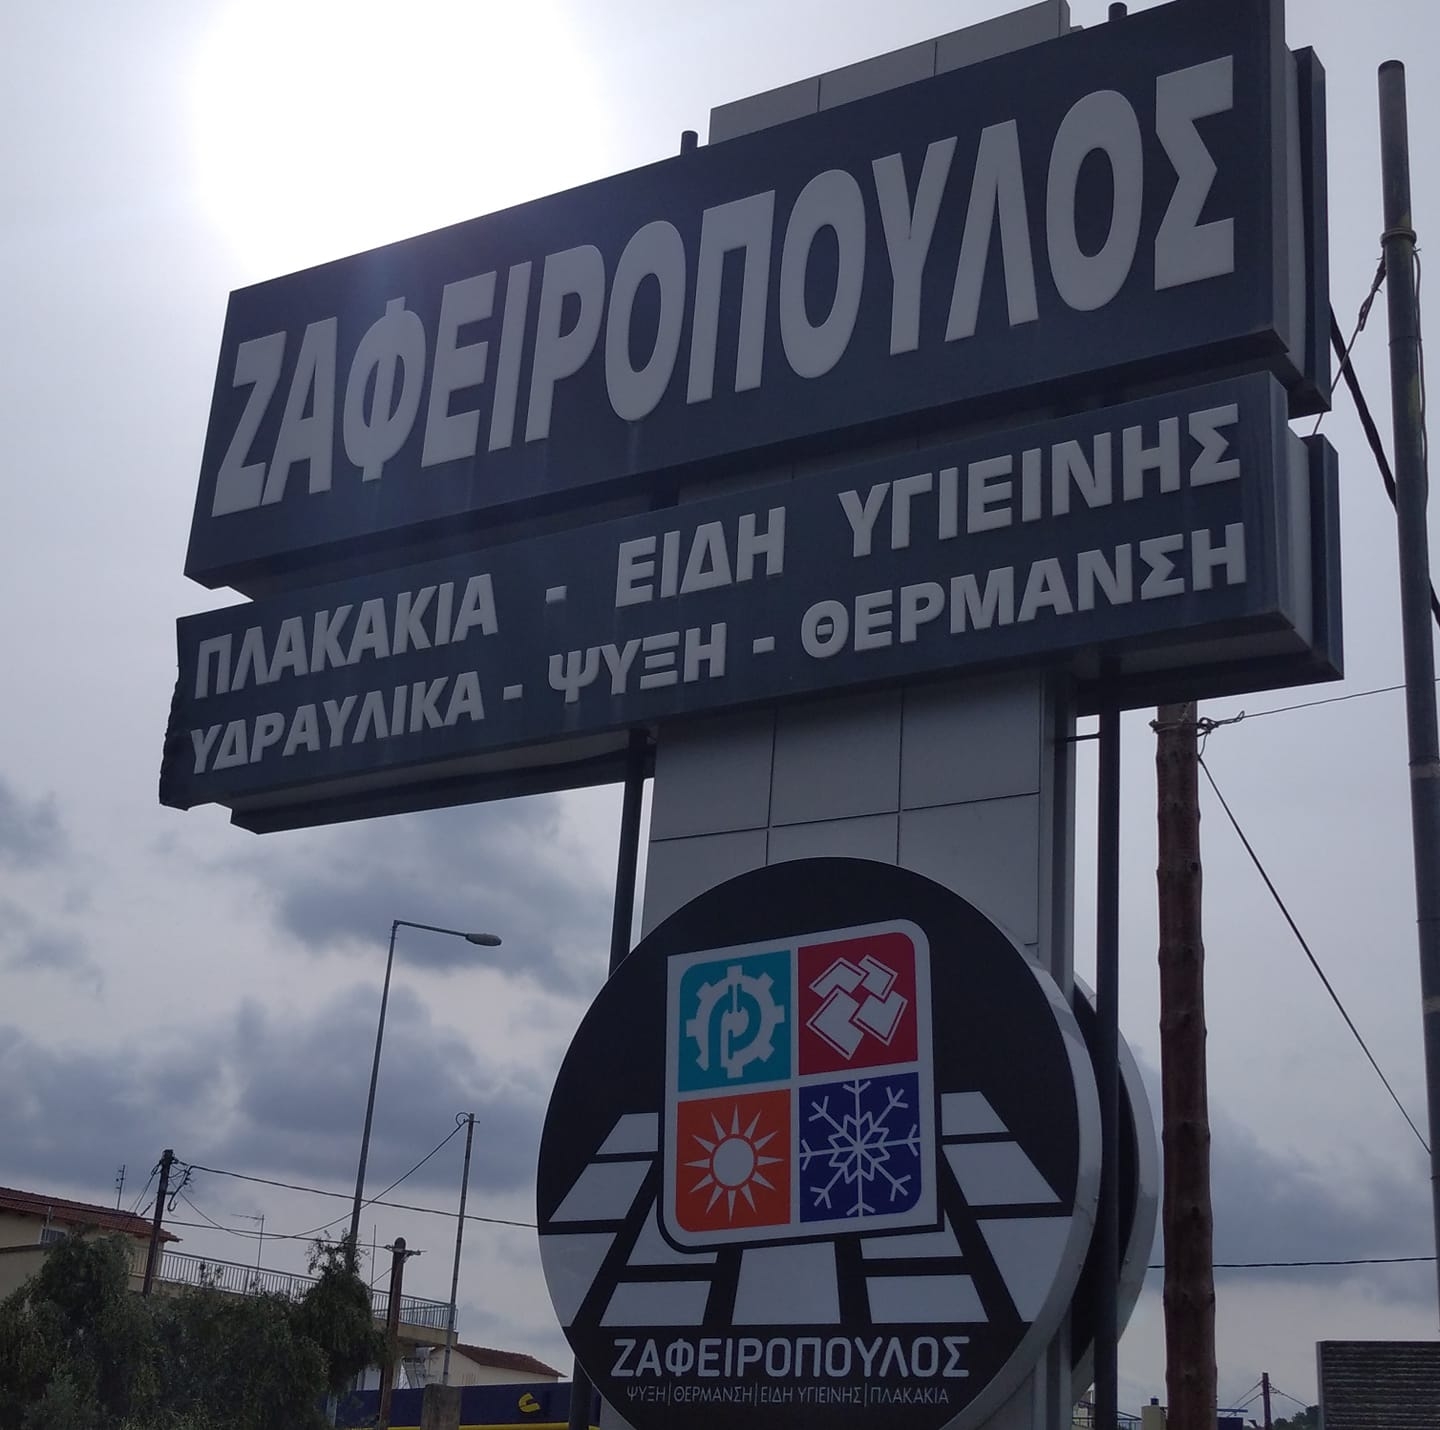 ΖΑΦΕΙΡΟΠΟΥΛΟΣ
ΠΛΑΚΑΚΙΑ - ΕΙΔΗ ΥΓΙΕΙΝΗΣ
ΥΔΡΑΥΛΙΚΑ - ΨΥΞΗ - ΘΕΡΜΑΝΣΗ
ΖΑΦΕΙΡΟΠΟΥΛΟΣ
ΨΥΞΗ|ΘΕΡΜΑΝΣΗ|ΕΙΔΗ ΥΓΙΕΙΝΗΣ|ΠΛΑΚΑΚΙΑ